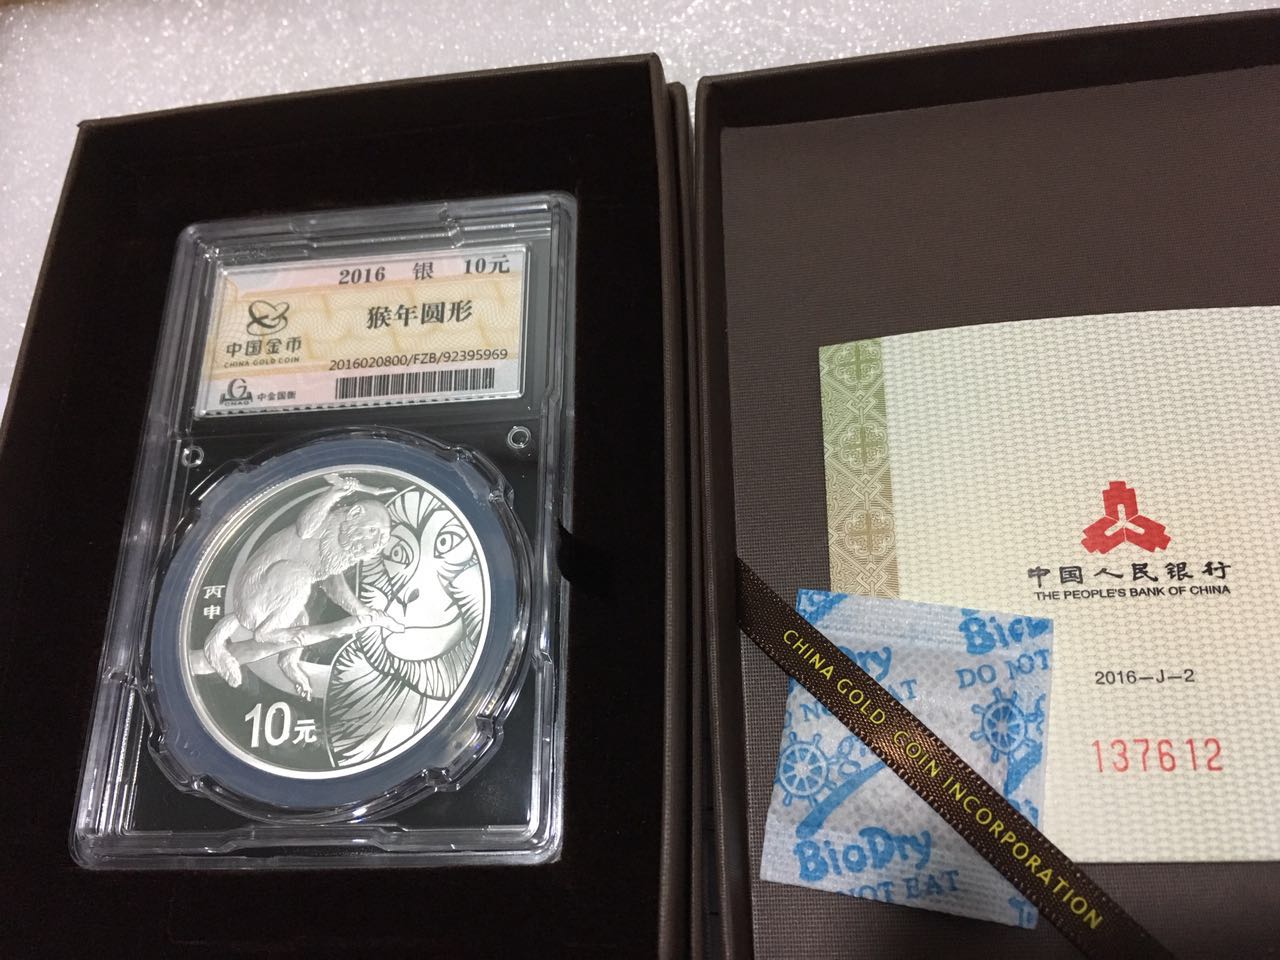 2016 银 10元
猴年圆形
中国金币
CHINA GOLD COIN
2016020800/FZB/92395969
CNAG
中金国衡
丙申
10元
中国人民银行
THE PEOPLE'S BANK OF CHINA
2016-J-2
137612
CHINA GOLD COIN INCORPORATION
BioDry
DO NOT
BioDry
NOT EAT